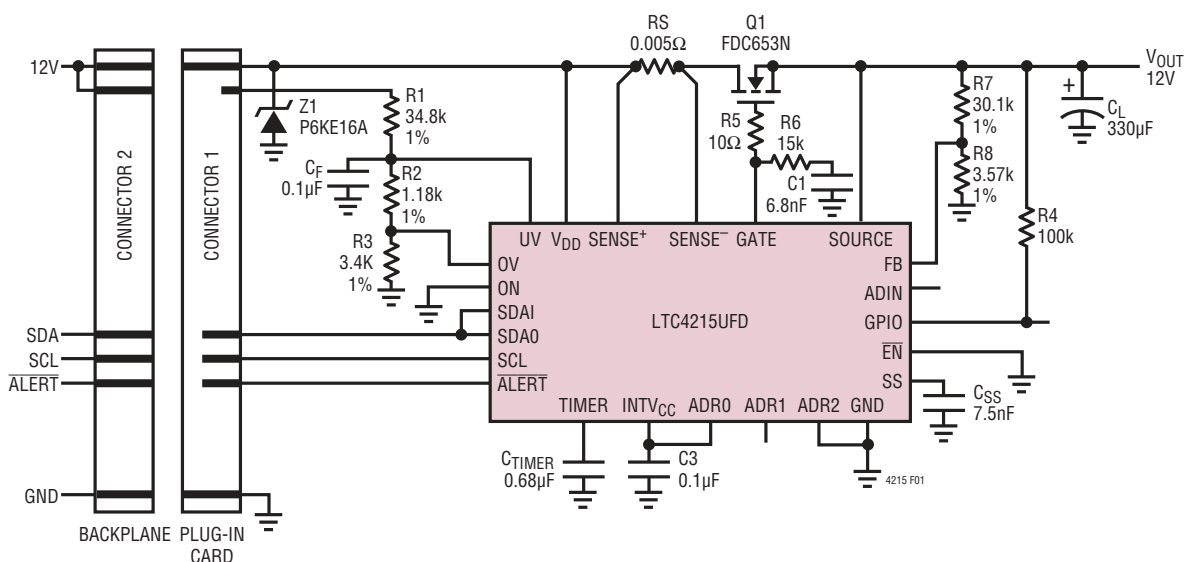 RS
0.005Ω
Q1
FDC653N
12V
VOUT
12V
Z1
P6KE16A
R1
34.8k
1%
R5
10Ω
R6
15k
R7
30.1k
1%
+
CL
330µF
CONNECTOR 2
CONNECTOR 1
CF
0.1µF
R2
1.18k
1%
C1
6.8nF
R8
3.57k
1%
R3
3.4K
1%
R4
100k
UV VDD SENSE+ SENSE− GATE SOURCE
OV
ON
SDAI
SDA0
SCL
ALERT
LTC4215UFD
FB
ADIN
GPIO
EN
SS
SDA
SCL
ALERT
TIMER INTVCC ADR0 ADR1 ADR2 GND
CSS
7.5nF
CTIMER
0.68µF
C3
0.1µF
4215 F01
GND
BACKPLANE PLUG-IN
CARD